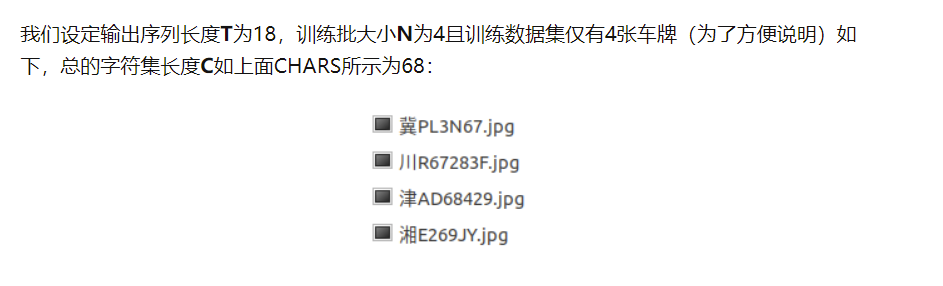 我们设定输出序列长度T为18，训练批大小N为4且训练数据集仅有4张车牌（为了方便说明）如
下，总的字符集长度C如上面CHARS所示为68：
冀PL3N67.jpg
川R67283F.jpg
津AD68429.jpg
湘E269JY.jpg